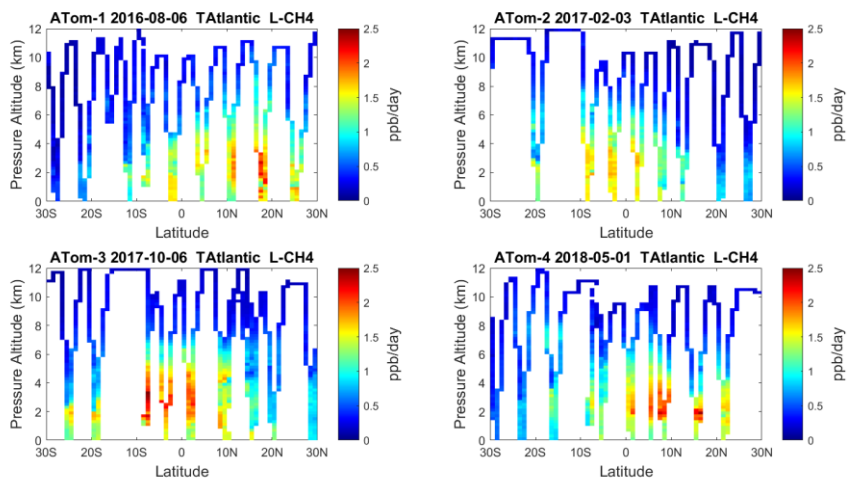 ATom-1 2016-08-06 TAtlantic L-CH4
Pressure Altitude (km)
12
10
8
6
4
2
0
30S 20S 10S 0 10N 20N 30N
Latitude
2.5
2
1.5
1
0.5
0
ppb/day
ATom-2 2017-02-03 TAtlantic L-CH4
Pressure Altitude (km)
12
10
8
6
4
2
0
30S 20S 10S 0 10N 20N 30N
Latitude
2.5
2
1.5
1
0.5
0
ppb/day
ATom-3 2017-10-06 TAtlantic L-CH4
Pressure Altitude (km)
12
10
8
6
4
2
0
30S 20S 10S 0 10N 20N 30N
Latitude
2.5
2
1.5
1
0.5
0
ppb/day
ATom-4 2018-05-01 TAtlantic L-CH4
Pressure Altitude (km)
12
10
8
6
4
2
0
30S 20S 10S 0 10N 20N 30N
Latitude
2.5
2
1.5
1
0.5
0
ppb/day